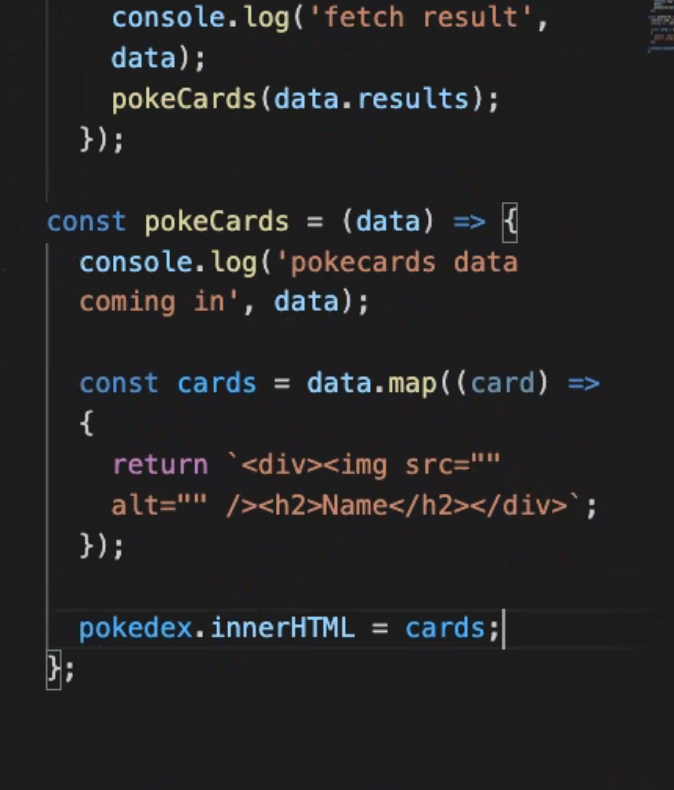 console.log('fetch result',
data);
pokeCards(data.results);
});
const pokeCards = (data) => {
console.log('pokecards data
coming in', data);
const cards = data.map((card) =>
{
return `<div><img src=""
alt="" /><h2>Name</h2></div>`;
});
pokedex.innerHTML = cards;
};